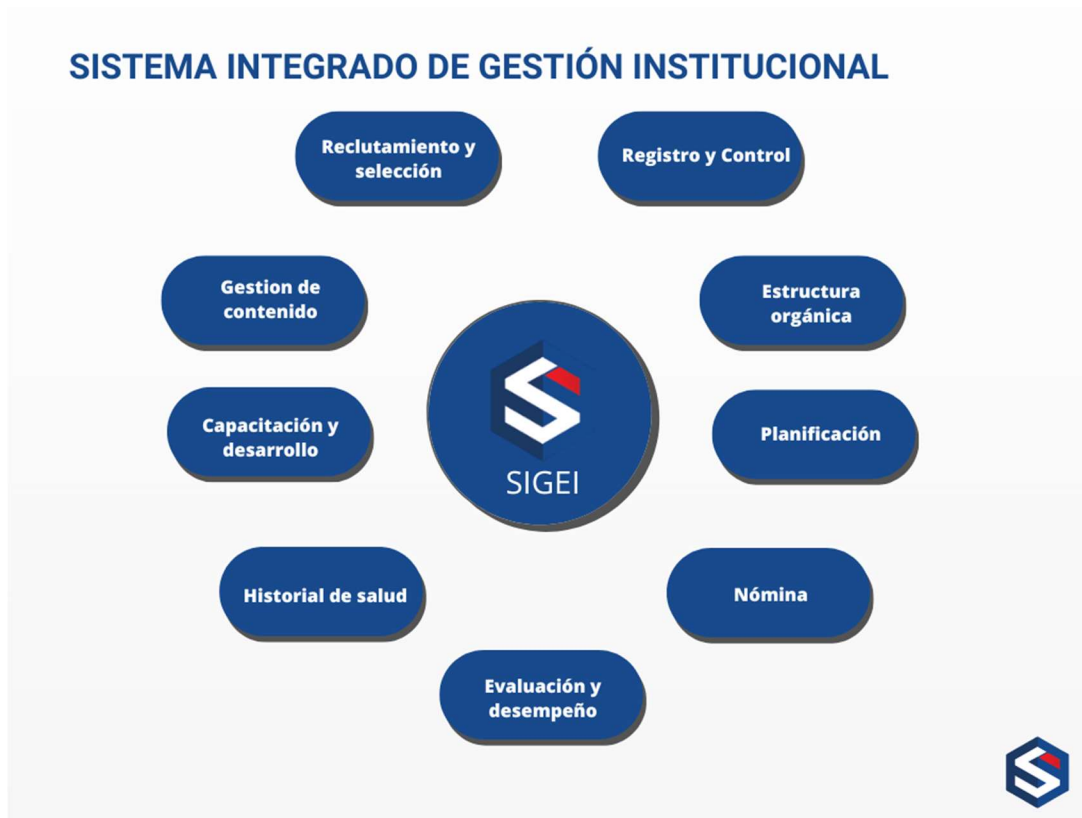 SISTEMA INTEGRADO DE GESTIÓN INSTITUCIONAL
Reclutamiento y
selección
Registro y Control
Gestion de
contenido
Estructura
orgánica
SIGEI
Capacitación y
desarrollo
Planificación
Historial de salud
Nómina
Evaluación y
desempeño